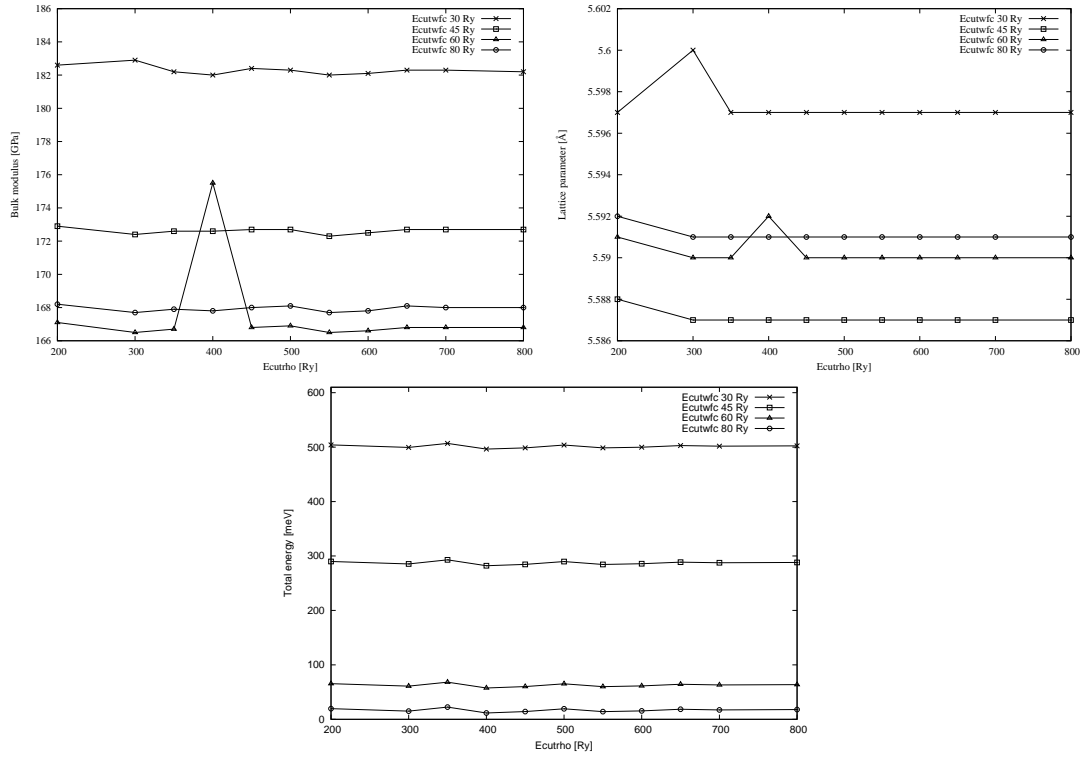 186
184
182
180
178
176
174
172
170
168
166
200 300 400 500 600 700 800
Bulk modulus [GPa]
Ecutrho [Ry]
Ecutwfc 30 Ry
Ecutwfc 45 Ry
Ecutwfc 60 Ry
Ecutwfc 80 Ry
5.602
5.6
5.598
5.596
5.594
5.592
5.59
5.588
5.586
200 300 400 500 600 700 800
Lattice parameter [Å]
Ecutrho [Ry]
Ecutwfc 30 Ry
Ecutwfc 45 Ry
Ecutwfc 60 Ry
Ecutwfc 80 Ry
600
500
400
300
200
100
0
200 300 400 500 600 700 800
Total energy [meV]
Ecutrho [Ry]
Ecutwfc 30 Ry
Ecutwfc 45 Ry
Ecutwfc 60 Ry
Ecutwfc 80 Ry